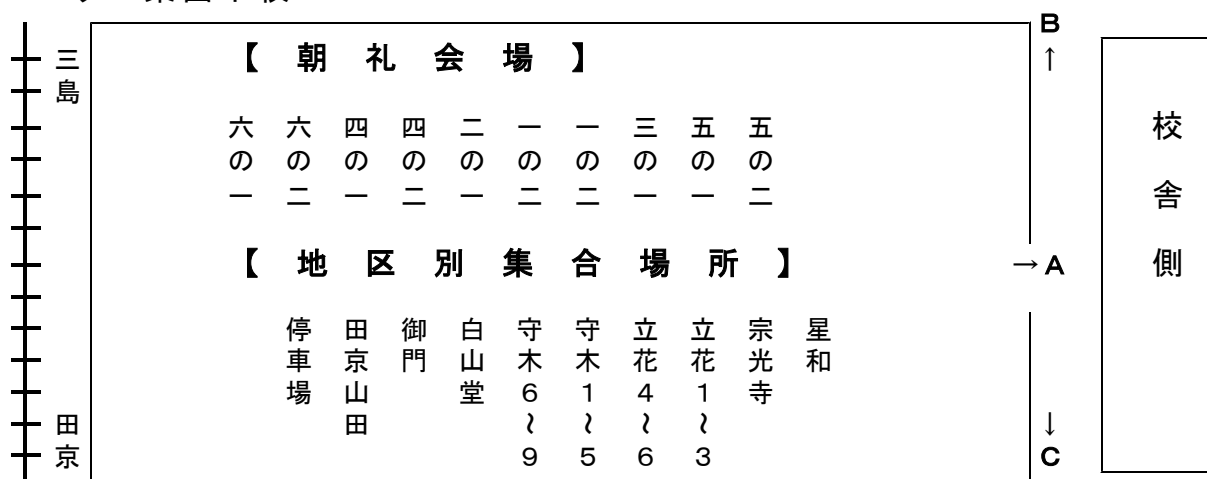 三島
【 朝 礼 会 場 】
六の一
六の二
四の一
四の二
二の一
一の二
一の二
三の一
五の一
五の二
【 地 区 別 集 合 場 所 】
停車場
田京山田
御門
白山堂
守木6~9
守木1~5
立花4~6
立花1~3
宗光寺
星和
田京
B
↑
→A
↓
C
校舎側